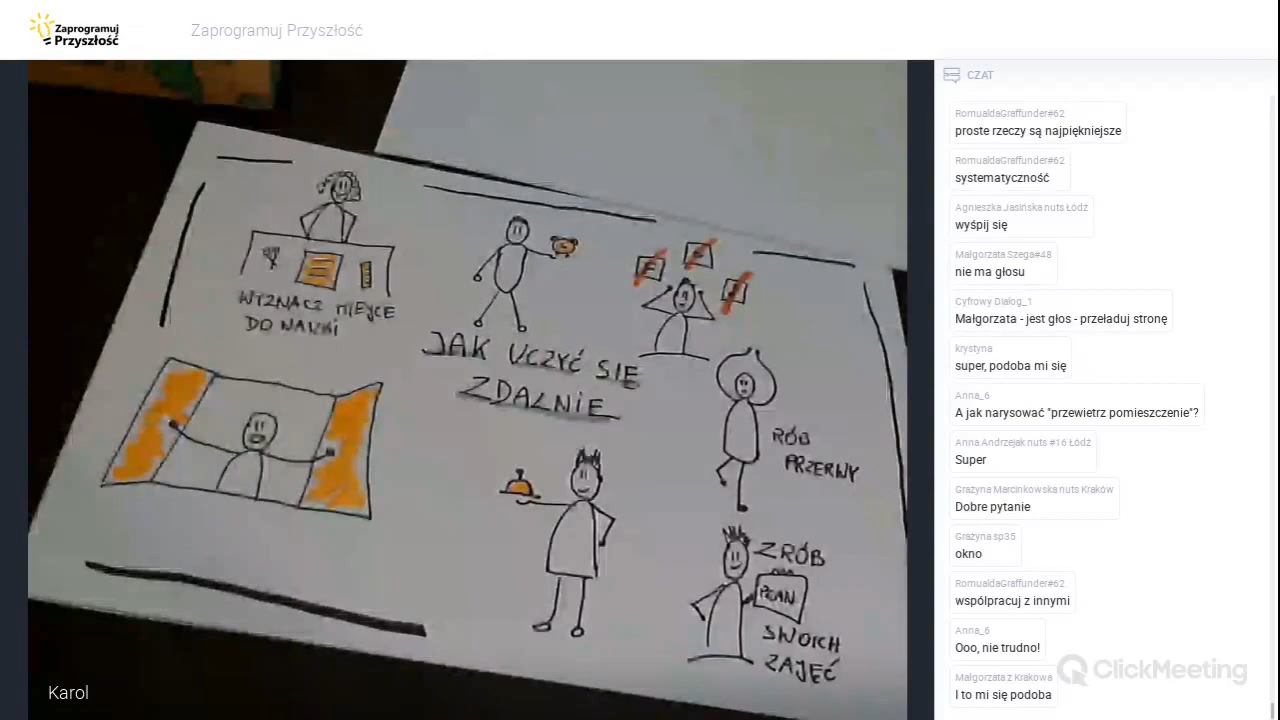 Zaprogramuj
Przyszłość
Zaprogramuj Przyszłość
WYZNACZ MIEJCE
DO NAUKI
JAK UCZYĆ SIĘ
ZDALNIE
RÓB
PRZERWY
ZRÓB
PLAN
SWOICH
ZAJĘĆ
Karol
CZAT
RomualdaGraffunder#62
proste rzeczy są najpiękniejsze
RomualdaGraffunder#62
systematyczność
Agnieszka Jasińska nuts Łódź
wyśpij się
Małgorzata Szega#48
nie ma głosu
Cyfrowy Dialog_1
Małgorzata - jest głos - przeładuj stronę
krystyna
super, podoba mi się
Anna_6
A jak narysować "przewietrz pomieszczenie"?
Anna Andrzejak nuts #16 Łódź
Super
Grażyna Marcinkowska nuts Kraków
Dobre pytanie
Grażyna sp35
okno
RomualdaGraffunder#62
wspólpracuj z innymi
Anna_6
Ooo, nie trudno!
Małgorzata z Krakowa
I to mi się podoba
ClickMeeting